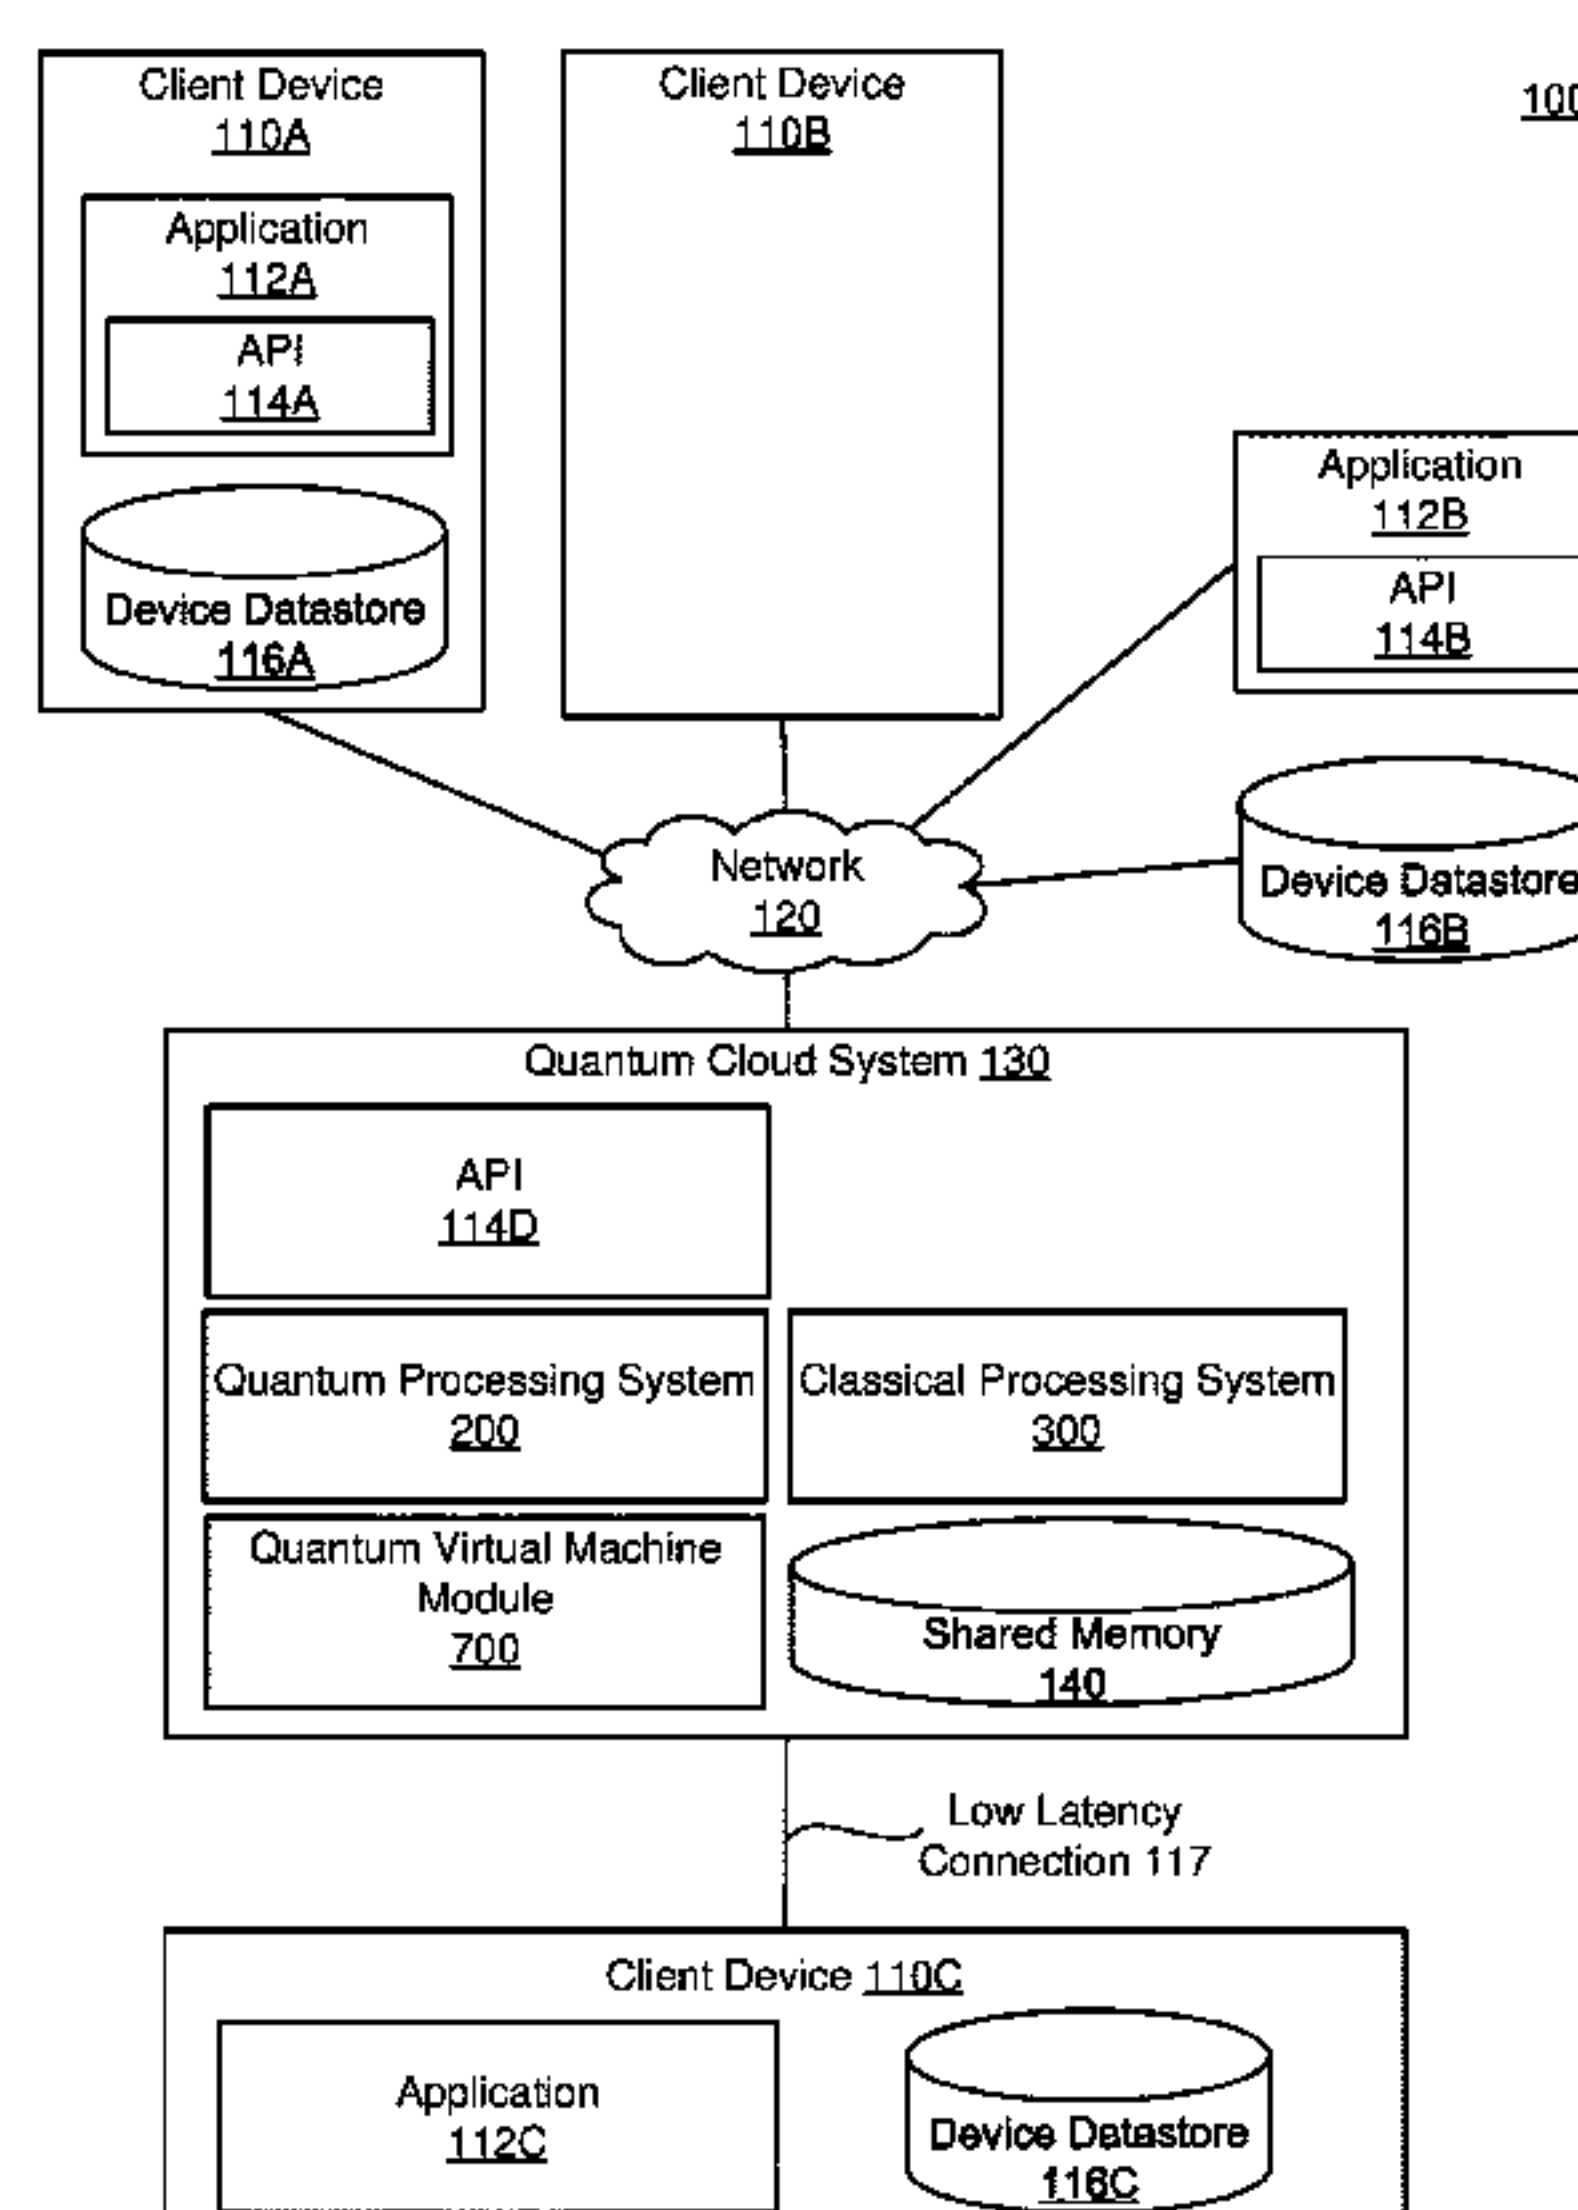 Client Device
110A
Application
112A
API
114A
Device Datastore
116A
Client Device
110B
100
Application
112B
API
114B
Device Datastore
116B
Network
120
Quantum Cloud System 130
API
114D
Quantum Processing System
200
Classical Processing System
300
Quantum Virtual Machine
Module
700
Shared Memory
140
Low Latency
Connection 117
Client Device 110C
Application
112C
Device Datastore
116C